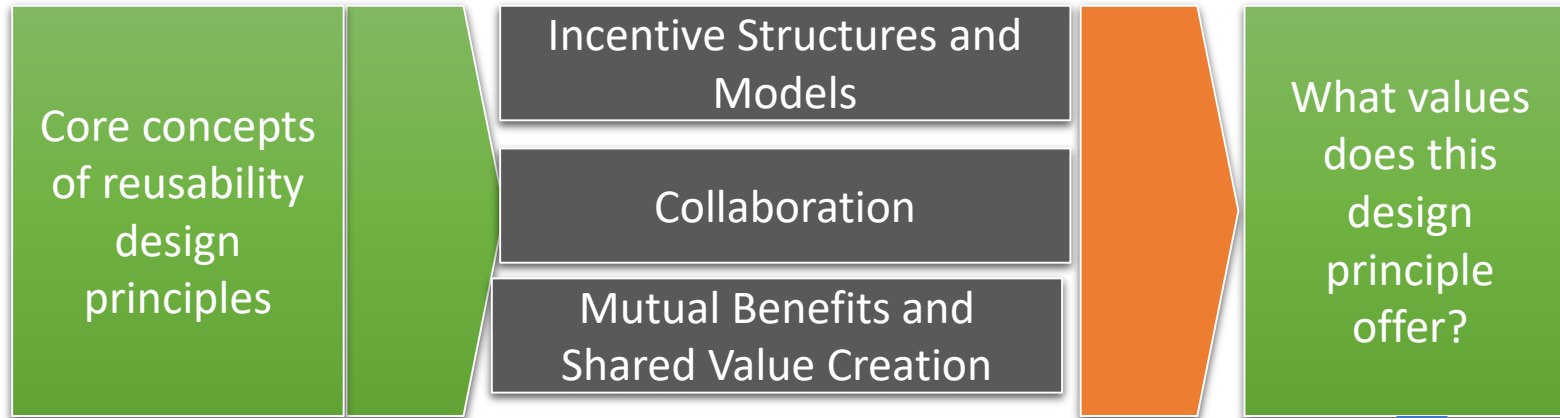 Core concepts
of reusability
design
principles
Incentive Structures and
Models
Collaboration
Mutual Benefits and
Shared Value Creation
What values
does this
design
principle
offer?